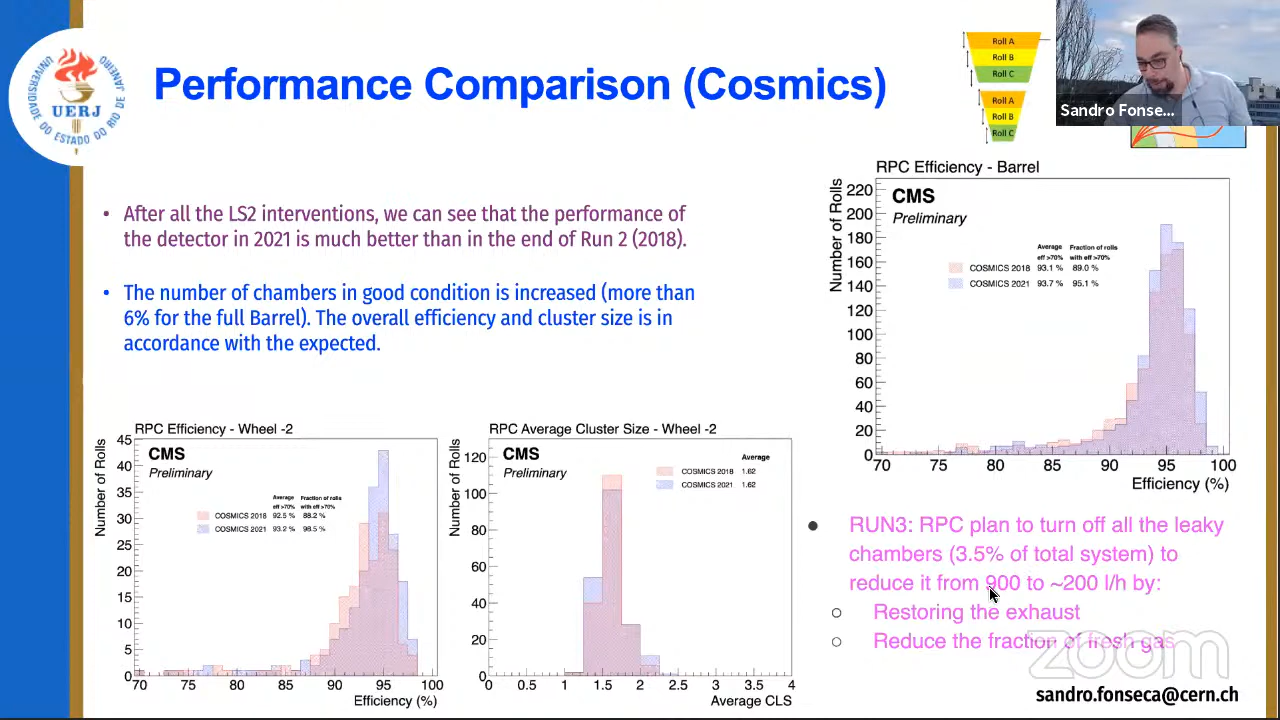 UNIVERSIDADE DO ESTADO DO RIO DE JANEIRO
UERJ
Performance Comparison (Cosmics)
Roll A
Roll B
Roll C
Roll A
Roll B
Roll C
Sandro Fonse...
• After all the LS2 interventions, we can see that the performance of
the detector in 2021 is much better than in the end of Run 2 (2018).
• The number of chambers in good condition is increased (more than
6% for the full Barrel). The overall efficiency and cluster size is in
accordance with the expected.
RPC Efficiency - Barrel
Number of Rolls
220
200
180
160
140
120
100
80
60
40
20
0
CMS
Preliminary
Average Fraction of rolls
eff >70% with eff >70%
COSMICS 2018 93.1 % 89.0 %
COSMICS 2021 93.7 % 95.1 %
70 75 80 85 90 95 100
Efficiency (%)
RPC Efficiency - Wheel -2
Number of Rolls
45
40
35
30
25
20
15
10
5
0
CMS
Preliminary
Average Fraction of rolls
eff >70% with eff >70%
COSMICS 2018 92.5 % 88.2 %
COSMICS 2021 93.2 % 98.5 %
70 75 80 85 90 95 100
Efficiency (%)
RPC Average Cluster Size - Wheel -2
Number of Rolls
120
100
80
60
40
20
0
CMS
Preliminary
Average
COSMICS 2018 1.62
COSMICS 2021 1.62
0 0.5 1 1.5 2 2.5 3 3.5 4
Average CLS
● RUN3: RPC plan to turn off all the leaky
chambers (3.5% of total system) to
reduce it from 900 to ~200 l/h by:
○ Restoring the exhaust
○ Reduce the fraction of fresh gas
zoom
sandro.fonseca@cern.ch